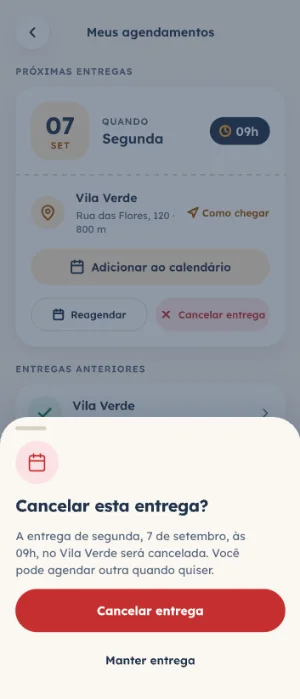 Meus agendamentos
PRÓXIMAS ENTREGAS
07
SET
QUANDO
Segunda
09h
Vila Verde
Rua das Flores, 120 ·
800 m
Como chegar
Adicionar ao calendário
Reagendar
Cancelar entrega
ENTREGAS ANTERIORES
Vila Verde
Cancelar esta entrega?
A entrega de segunda, 7 de setembro, às
09h, no Vila Verde será cancelada. Você
pode agendar outra quando quiser.
Cancelar entrega
Manter entrega